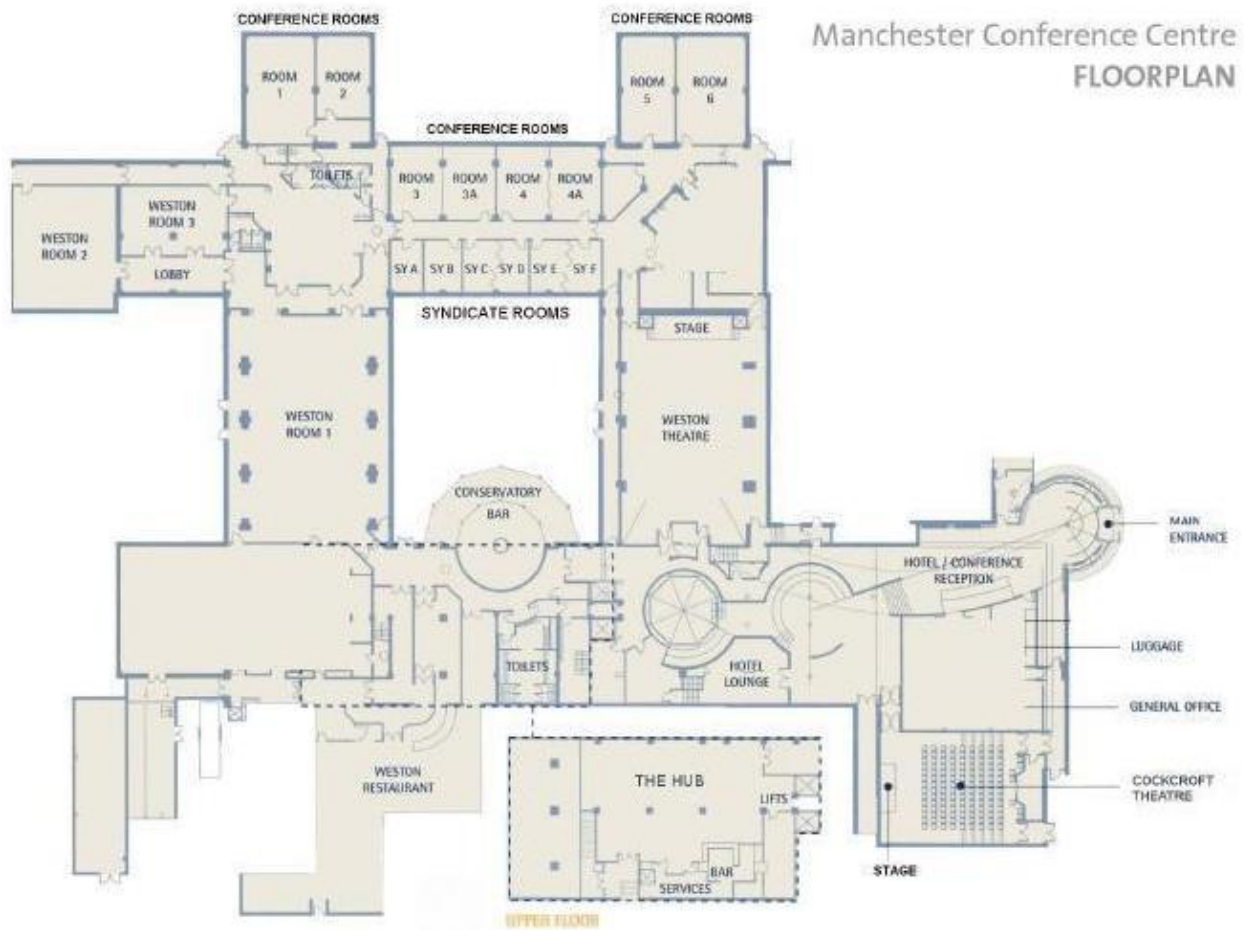 Manchester Conference Centre
FLOORPLAN
CONFERENCE ROOMS
CONFERENCE ROOMS
ROOM
1
ROOM
2
ROOM
5
ROOM
6
CONFERENCE ROOMS
TOILETS
ROOM
3
ROOM
3A
ROOM
4
ROOM
4A
WESTON
ROOM 3
WESTON
ROOM 2
LOBBY
SY A
SY B
SY C
SY D
SY E
SY F
SYNDICATE ROOMS
STAGE
WESTON
ROOM 1
WESTON
THEATRE
CONSERVATORY
BAR
MAIN
ENTRANCE
HOTEL / CONFERENCE
RECEPTION
TOILETS
HOTEL
LOUNGE
LUGGAGE
GENERAL OFFICE
WESTON
RESTAURANT
THE HUB
LIFTS
BAR
SERVICES
COCKCROFT
THEATRE
STAGE
UPPER FLOOR